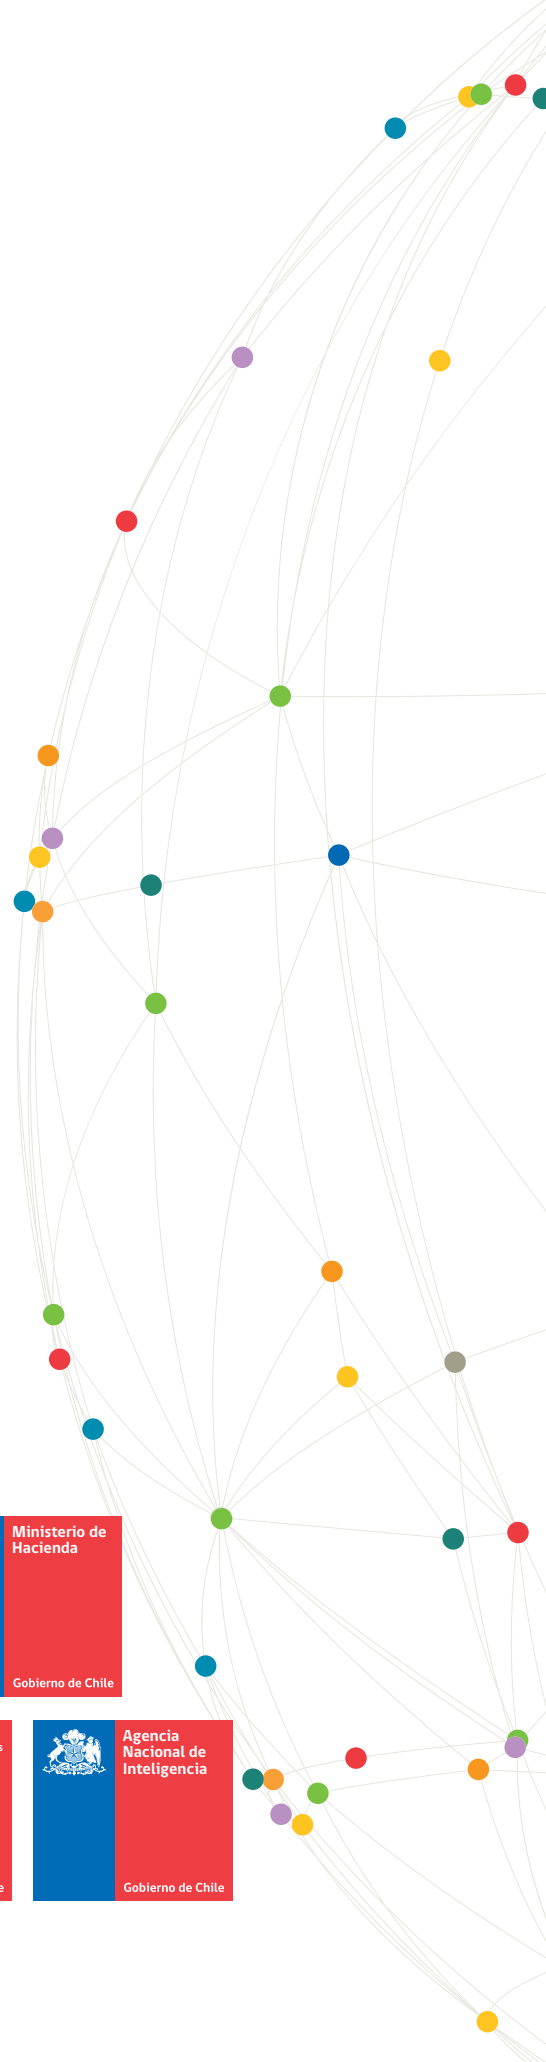 Ministerio de
Hacienda
Gobierno de Chile
Agencia
Nacional de
Inteligencia
Gobierno de Chile